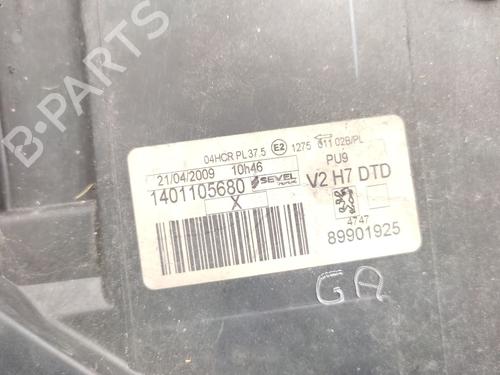 B-PARTS
04HCR PL 37.5 E2 1275 011 02B/PL
21/04/2009 10h46 PU9
1401105680 SEVEL V2 H7 DTD
X
4747
89901925
GA